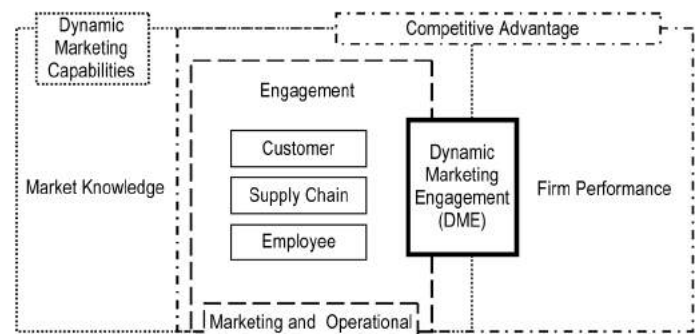 Dynamic
Marketing
Capabilities
Competitive Advantage
Engagement
Customer
Supply Chain
Employee
Market Knowledge
Dynamic
Marketing
Engagement
(DME)
Firm Performance
Marketing and Operational